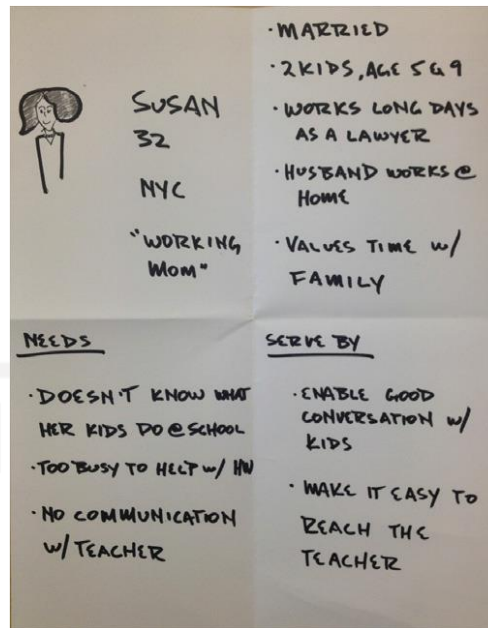 SUSAN
32
NYC
"WORKING
MOM"
· MARRIED
· 2 KIDS, AGE 5 & 9
· WORKS LONG DAYS
AS A LAWYER
· HUSBAND WORKS @
HOME
· VALUES TIME w/
FAMILY
NEEDS
· DOESN'T KNOW WHAT
HER KIDS DO @ SCHOOL
· TOO BUSY TO HELP w/ HW
· NO COMMUNICATION
w/ TEACHER
SERVE BY
· ENABLE GOOD
CONVERSATION w/
KIDS
· MAKE IT EASY TO
REACH THE
TEACHER